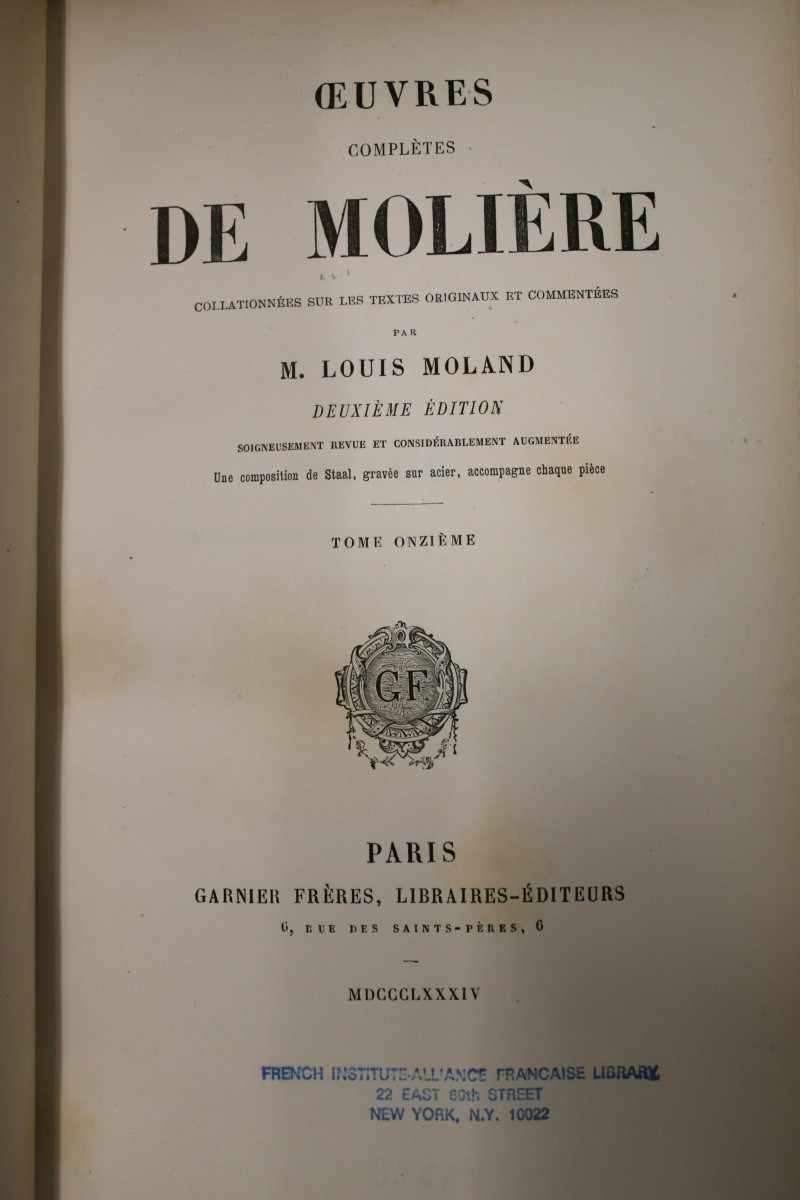 ŒUVRES
COMPLÈTES
DE MOLIÈRE
COLLATIONNÉES SUR LES TEXTES ORIGINAUX ET COMMENTÉES
PAR
M. LOUIS MOLAND
DEUXIÈME ÉDITION
SOIGNEUSEMENT REVUE ET CONSIDÉRABLEMENT AUGMENTÉE
Une composition de Staal, gravée sur acier, accompagne chaque pièce
TOME ONZIÈME
GF
PARIS
GARNIER FRÈRES, LIBRAIRES-ÉDITEURS
6, RUE DES SAINTS-PÈRES, 6
MDCCCLXXXIV
FRENCH INSTITUTE-ALLIANCE FRANCAISE LIBRARY
22 EAST 60th STREET
NEW YORK, N.Y. 10022